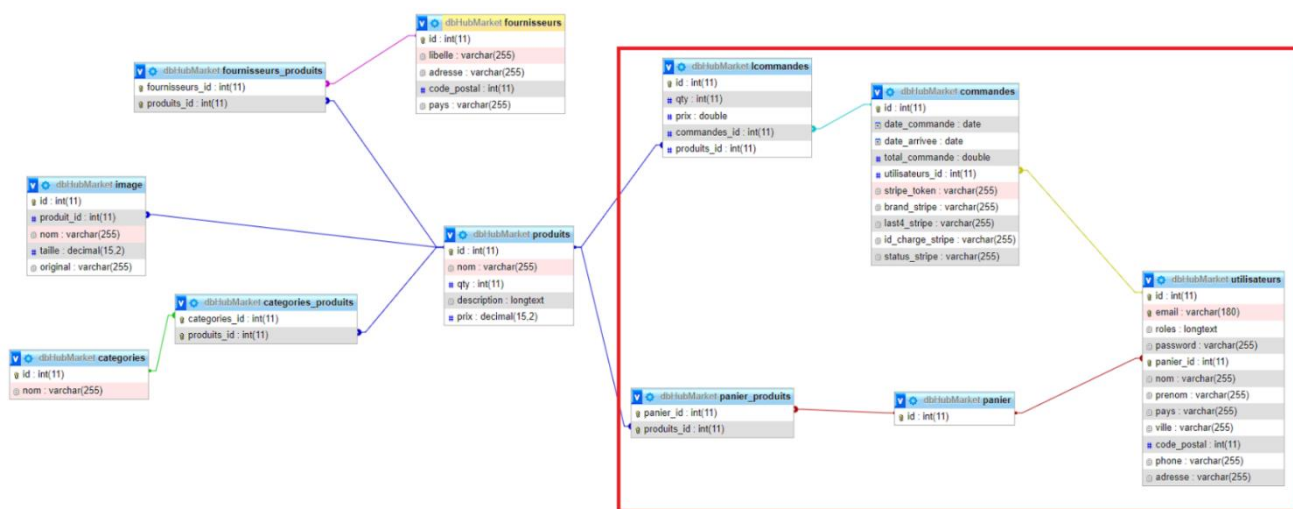 dbHubMarket fournisseurs
id : int(11)
libelle : varchar(255)
adresse : varchar(255)
code_postal : int(11)
pays : varchar(255)
dbHubMarket fournisseurs_produits
fournisseurs_id : int(11)
produits_id : int(11)
dbHubMarket image
id : int(11)
produit_id : int(11)
nom : varchar(255)
taille : decimal(15,2)
original : varchar(255)
dbHubMarket categories_produits
categories_id : int(11)
produits_id : int(11)
dbHubMarket categories
id : int(11)
nom : varchar(255)
dbHubMarket produits
id : int(11)
nom : varchar(255)
qty : int(11)
description : longtext
prix : decimal(15,2)
dbHubMarket lcommandes
id : int(11)
qty : int(11)
prix : double
commandes_id : int(11)
produits_id : int(11)
dbHubMarket commandes
id : int(11)
date_commande : date
date_arrivee : date
total_commande : double
utilisateurs_id : int(11)
stripe_token : varchar(255)
brand_stripe : varchar(255)
last4_stripe : varchar(255)
id_charge_stripe : varchar(255)
status_stripe : varchar(255)
dbHubMarket panier_produits
panier_id : int(11)
produits_id : int(11)
dbHubMarket panier
id : int(11)
dbHubMarket utilisateurs
id : int(11)
email : varchar(180)
roles : longtext
password : varchar(255)
panier_id : int(11)
nom : varchar(255)
prenom : varchar(255)
pays : varchar(255)
ville : varchar(255)
code_postal : int(11)
phone : varchar(255)
adresse : varchar(255)